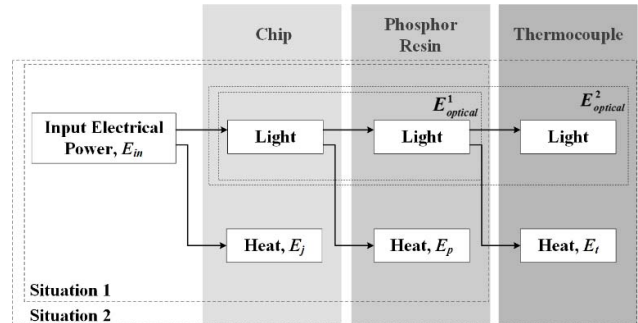 Chip
Phosphor
Resin
Thermocouple
E¹optical
E²optical
Input Electrical
Power, Ein
Light
Light
Light
Heat, Ej
Heat, Ep
Heat, Et
Situation 1
Situation 2